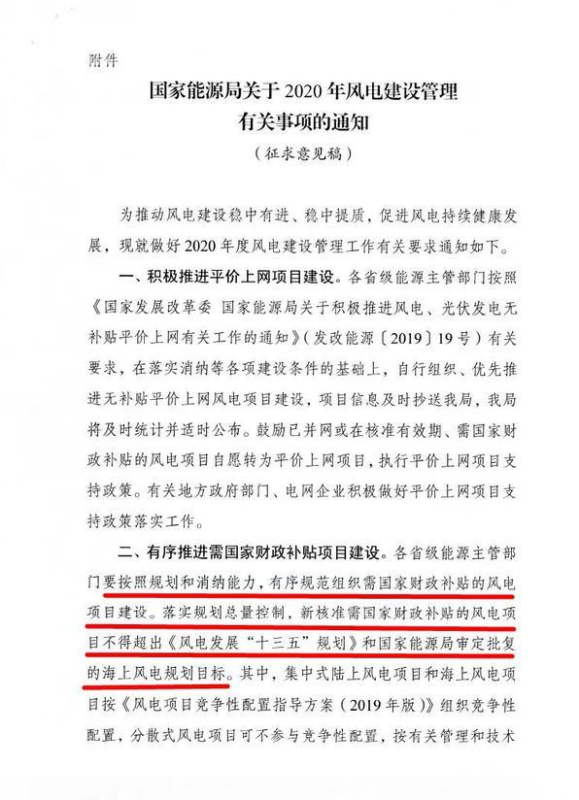 附件
国家能源局关于 2020 年风电建设管理
有关事项的通知
（征求意见稿）
为推动风电建设稳中有进、稳中提质，促进风电持续健康发
展，现就做好 2020 年度风电建设管理工作有关要求通知如下。
一、积极推进平价上网项目建设。各省级能源主管部门按照
《国家发展改革委 国家能源局关于积极推进风电、光伏发电无
补贴平价上网有关工作的通知》（发改能源〔2019〕19 号）有关
要求，在落实消纳等各项建设条件的基础上，自行组织、优先推
进无补贴平价上网风电项目建设，项目信息及时抄送我局，我局
将及时统计并适时公布。鼓励已并网或在核准有效期、需国家财
政补贴的风电项目自愿转为平价上网项目，执行平价上网项目支
持政策。有关地方政府部门、电网企业积极做好平价上网项目支
持政策落实工作。
二、有序推进需国家财政补贴项目建设。各省级能源主管部
门要按照规划和消纳能力，有序规范组织需国家财政补贴的风电
项目建设。落实规划总量控制，新核准需国家财政补贴的风电项
目不得超出《风电发展“十三五”规划》和国家能源局审定批复
的海上风电规划目标。其中，集中式陆上风电项目和海上风电项
目按《风电项目竞争性配置指导方案（2019 年版）》组织竞争性
配置，分散式风电项目可不参与竞争性配置，按有关管理和技术